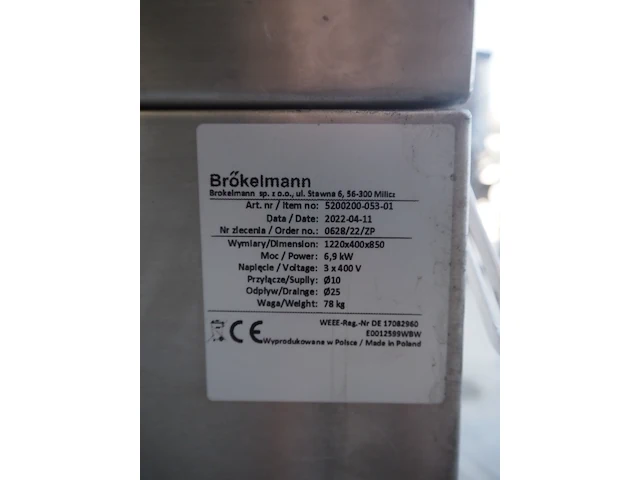 Brőkelmann
Brokelmann sp. z o.o., ul. Stawna 6, 56-300 Milicz
Art. nr / Item no: 5200200-053-01
Data / Date: 2022-04-11
Nr zlecenia / Order no.: 0628/22/ZP
Wymiary/Dimension: 1220x400x850
Moc / Power: 6,9 kW
Napięcie / Voltage: 3 x 400 V
Przyłącze/Suplly: Ø10
Odpływ/Drainge: Ø25
Waga/Weight: 78 kg
WEEE-Reg.-Nr DE 17082960
E0012599WBW
CE
Wyprodukowane w Polsce / Made in Poland